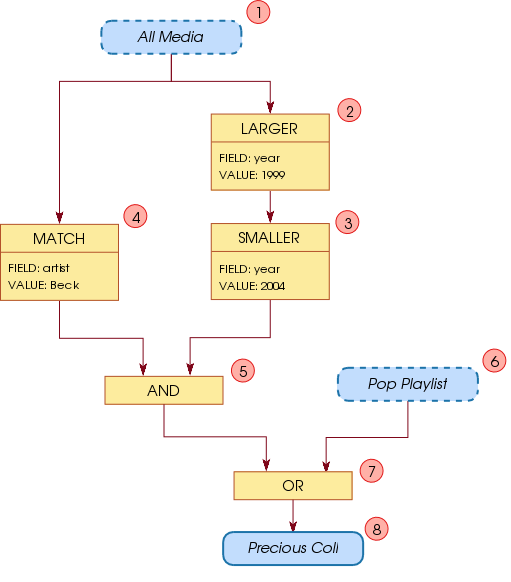 1
All Media
2
LARGER
FIELD: year
VALUE: 1999
4
MATCH
FIELD: artist
VALUE: Beck
3
SMALLER
FIELD: year
VALUE: 2004
5
AND
6
Pop Playlist
7
OR
8
Precious Coll